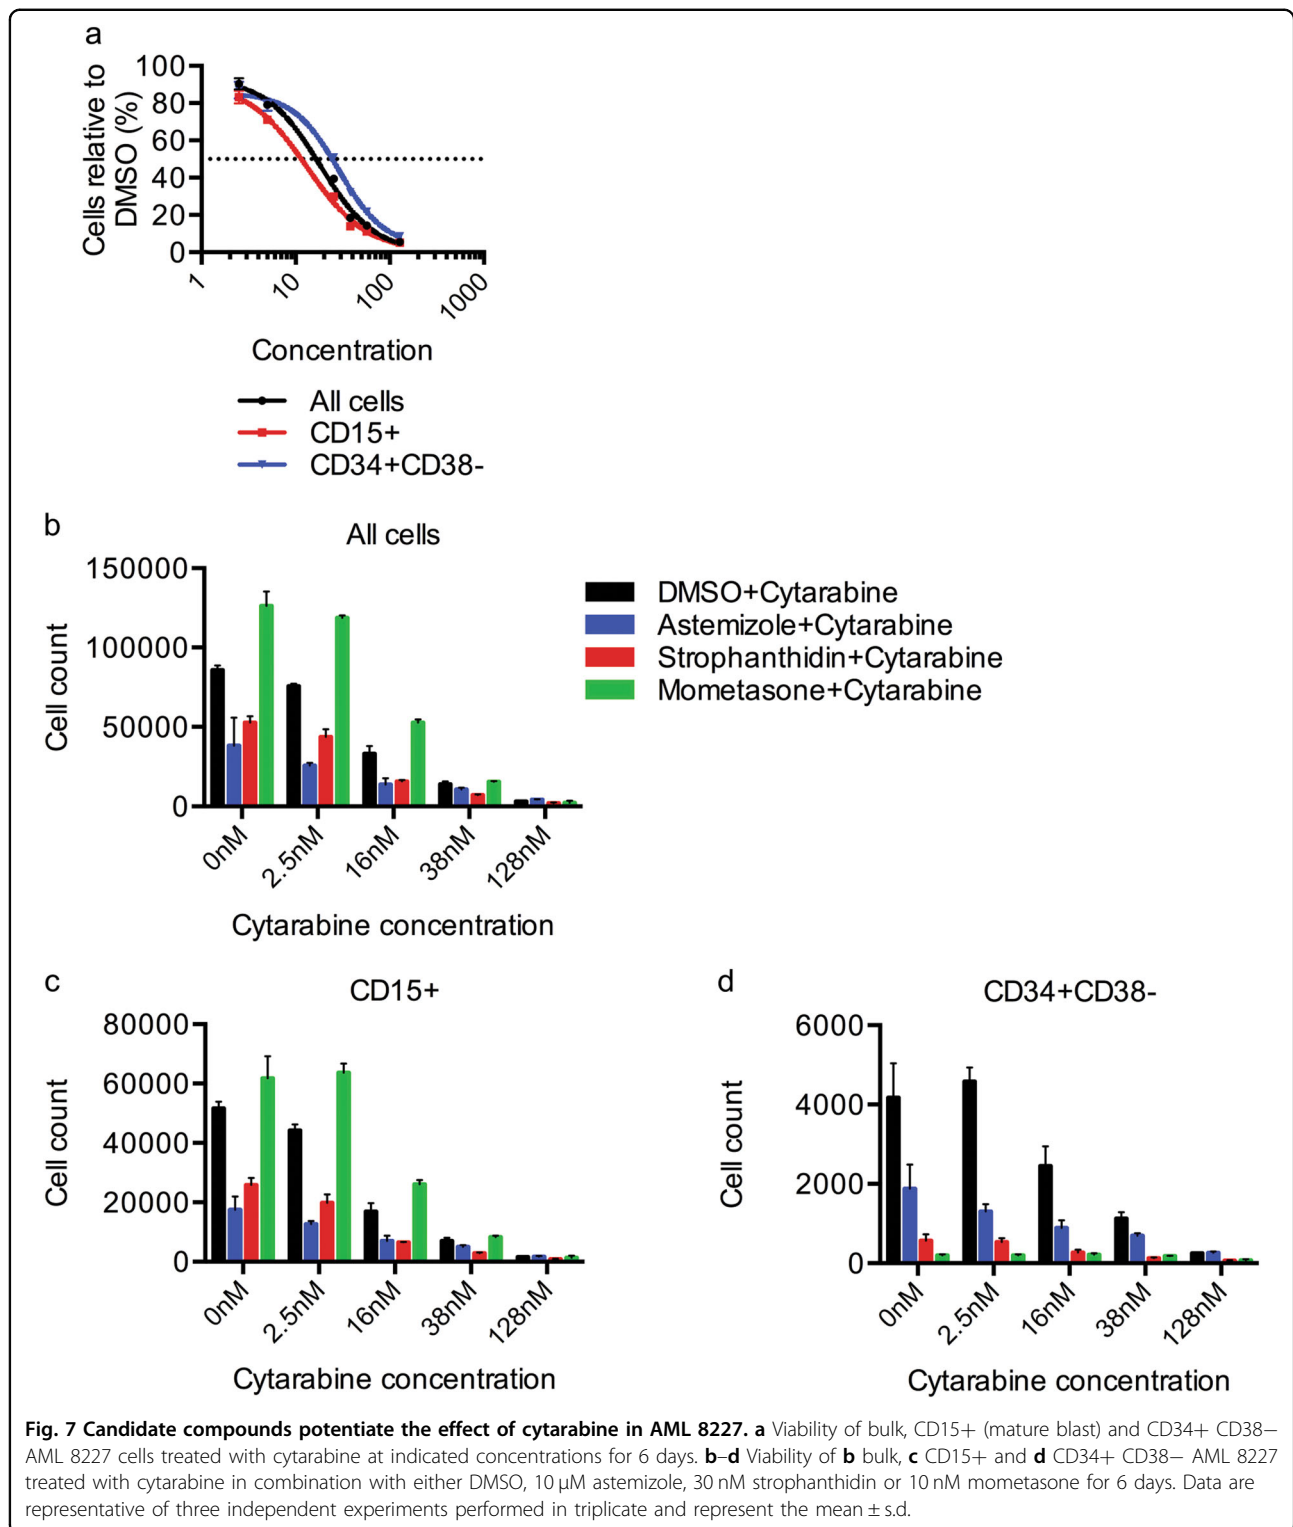 a
Cells relative to
DMSO (%)
100
80
60
40
20
0
1
10
100
1000
Concentration
All cells
CD15+
CD34+CD38-
b
All cells
Cell count
150000
100000
50000
0
0nM
2.5nM
16nM
38nM
128nM
Cytarabine concentration
DMSO+Cytarabine
Astemizole+Cytarabine
Strophanthidin+Cytarabine
Mometasone+Cytarabine
c
CD15+
Cell count
80000
60000
40000
20000
0
0nM
2.5nM
16nM
38nM
128nM
Cytarabine concentration
d
CD34+CD38-
Cell count
6000
4000
2000
0
0nM
2.5nM
16nM
38nM
128nM
Cytarabine concentration
Fig. 7 Candidate compounds potentiate the effect of cytarabine in AML 8227. a Viability of bulk, CD15+ (mature blast) and CD34+ CD38−
AML 8227 cells treated with cytarabine at indicated concentrations for 6 days. b–d Viability of b bulk, c CD15+ and d CD34+ CD38− AML 8227
treated with cytarabine in combination with either DMSO, 10 µM astemizole, 30 nM strophanthidin or 10 nM mometasone for 6 days. Data are
representative of three independent experiments performed in triplicate and represent the mean ± s.d.